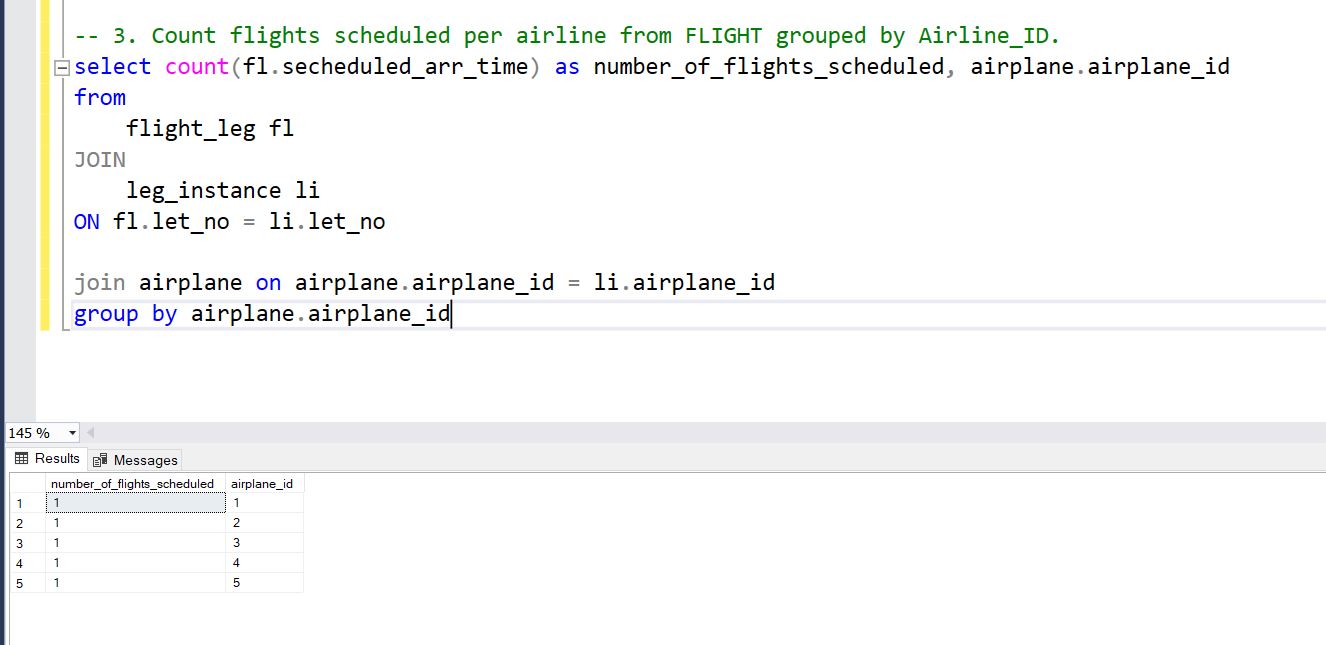 -- 3. Count flights scheduled per airline from FLIGHT grouped by Airline_ID.
select count(fl.secheduled_arr_time) as number_of_flights_scheduled, airplane.airplane_id
from
flight_leg fl
JOIN
leg_instance li
ON fl.let_no = li.let_no
join airplane on airplane.airplane_id = li.airplane_id
group by airplane.airplane_id
145 %
Results Messages
number_of_flights_scheduled airplane_id
1 1 1
2 1 2
3 1 3
4 1 4
5 1 5